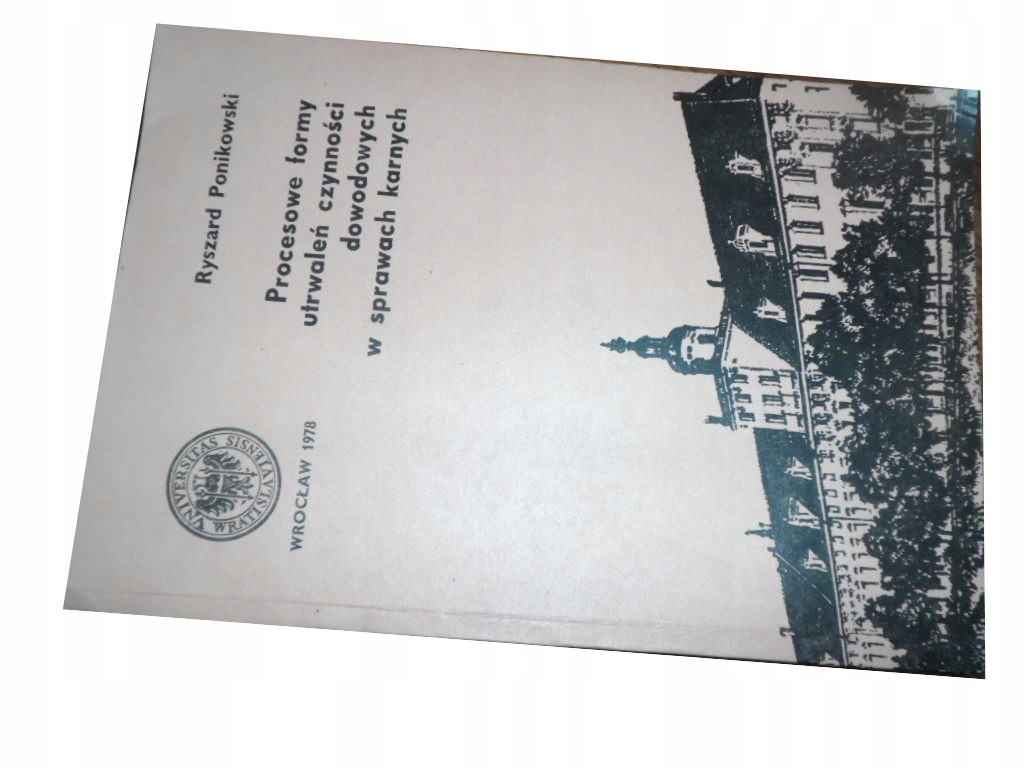 Ryszard Ponikowski
Procesowe formy
utrwaleń czynności
dowodowych
w sprawach karnych
UNIVERSITAS WRATISLAVIENSIS
WROCŁAW 1978